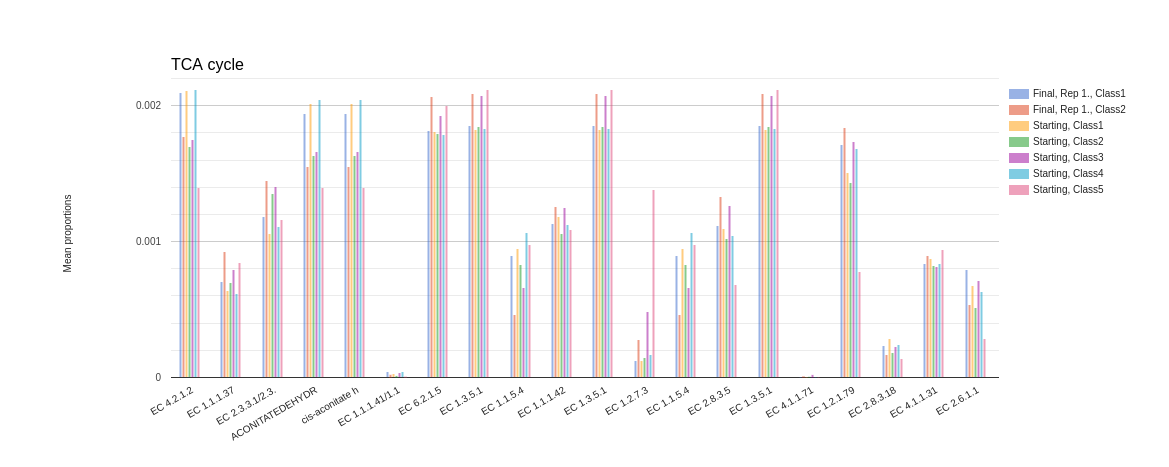 TCA cycle
Mean proportions
0.002
0.001
0
EC 4.2.1.2
EC 1.1.1.37
EC 2.3.3.1/2.3.
ACONITATEDEHYDR
cis-aconitate h
EC 1.1.1.41/1.1
EC 6.2.1.5
EC 1.3.5.1
EC 1.1.5.4
EC 1.1.1.42
EC 1.3.5.1
EC 1.2.7.3
EC 1.1.5.4
EC 2.8.3.5
EC 1.3.5.1
EC 4.1.1.71
EC 1.2.1.79
EC 2.8.3.18
EC 4.1.1.31
EC 2.6.1.1
Final, Rep 1., Class1
Final, Rep 1., Class2
Starting, Class1
Starting, Class2
Starting, Class3
Starting, Class4
Starting, Class5